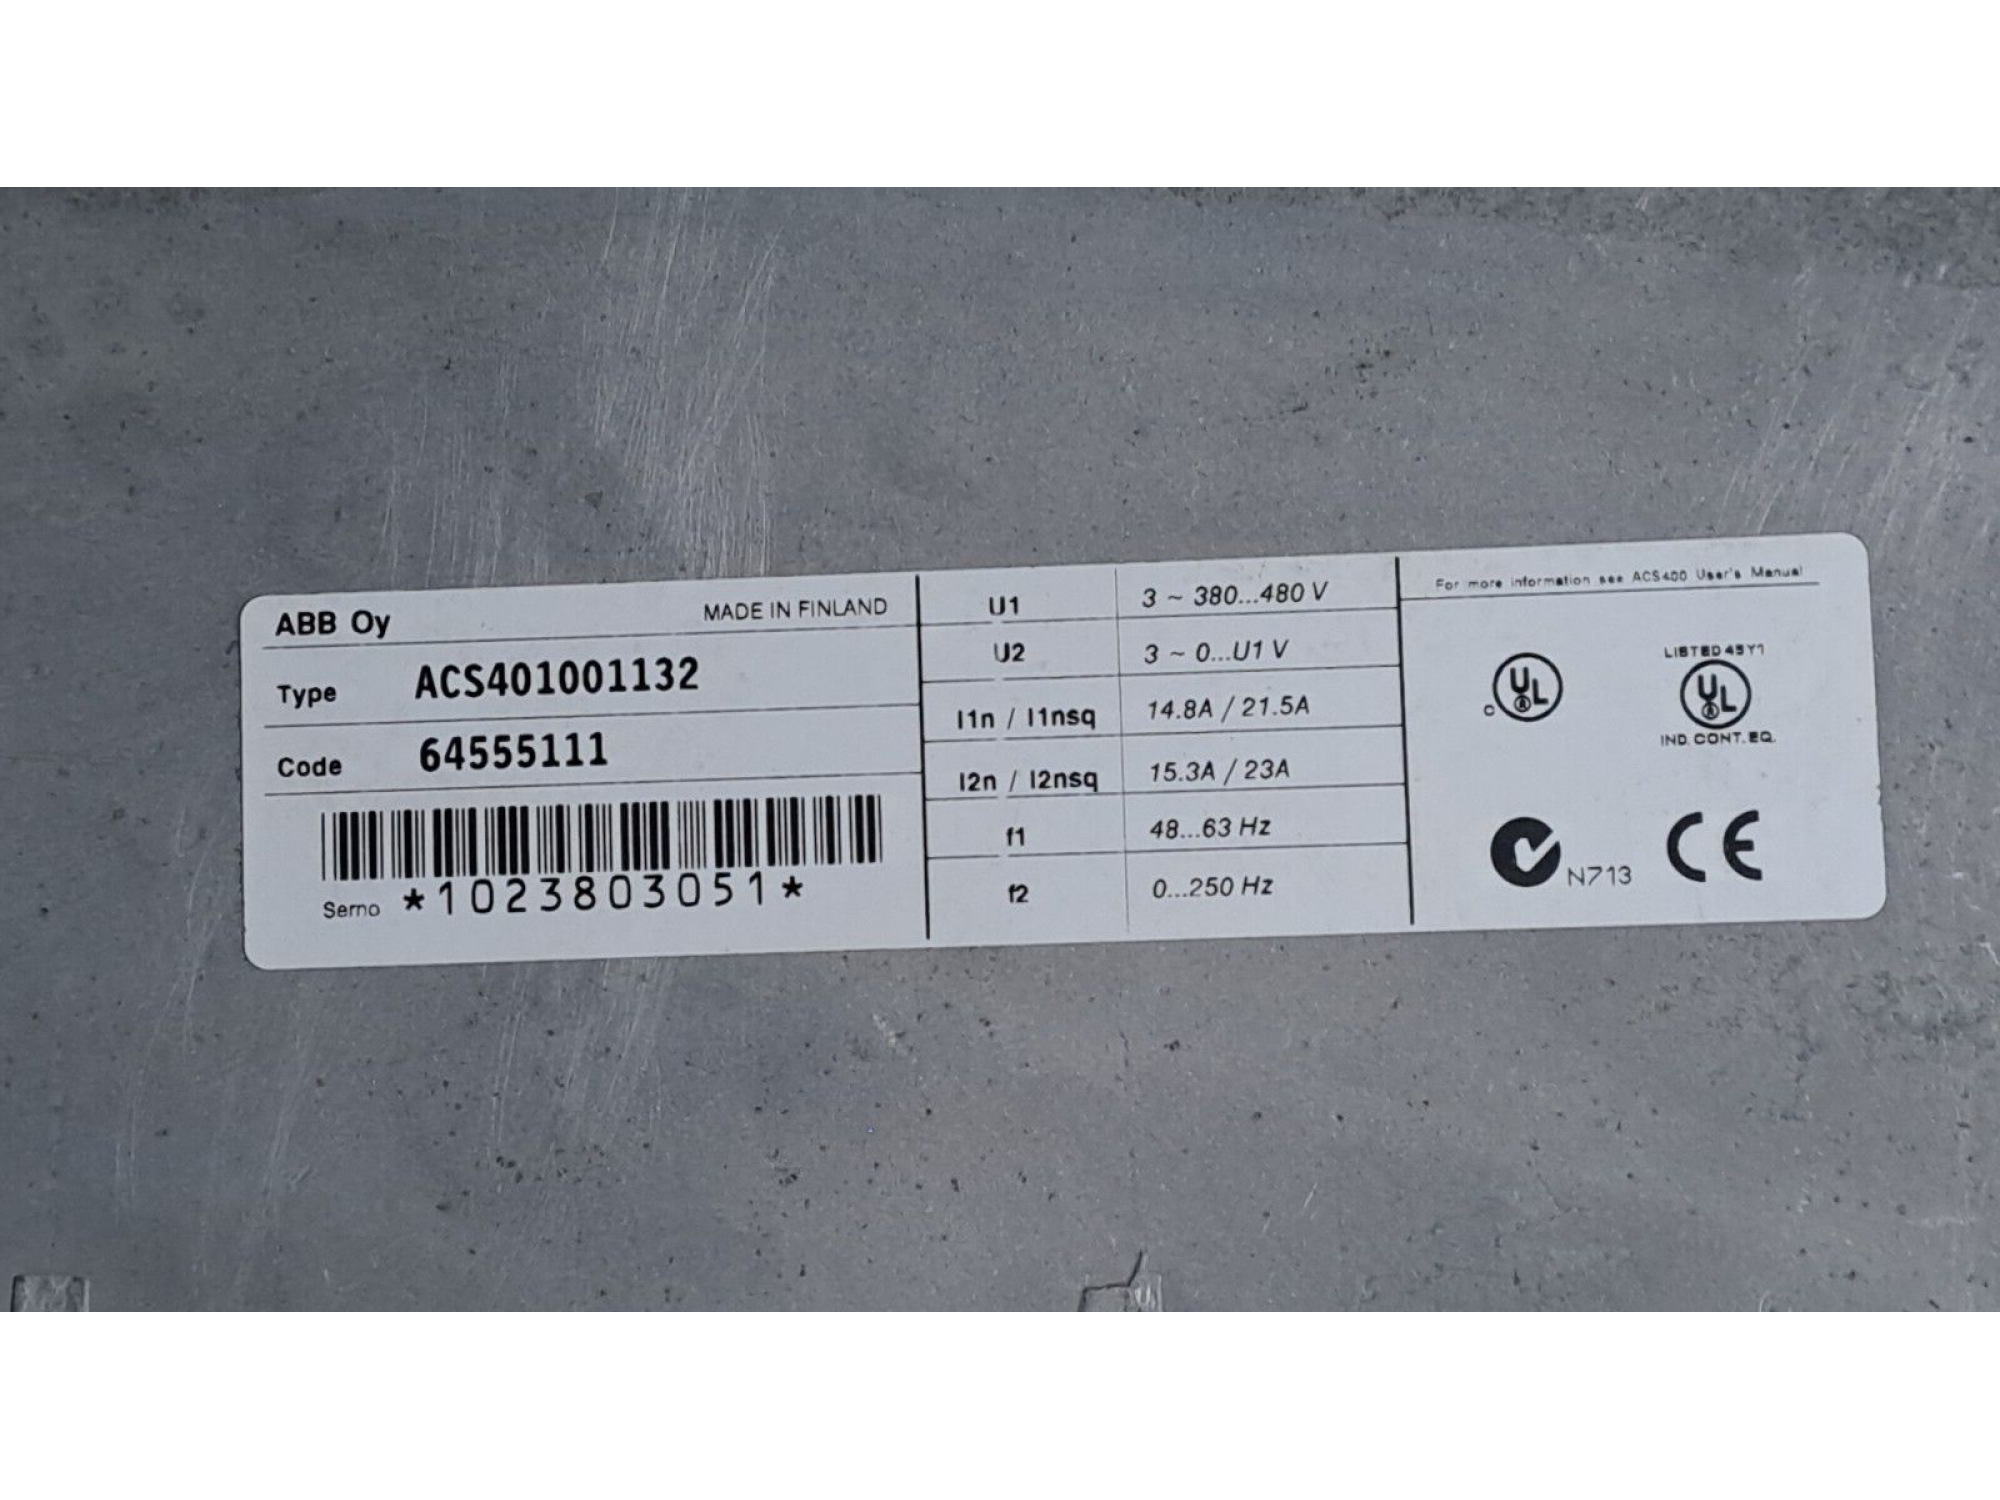 ABB Oy MADE IN FINLAND
Type ACS401001132
Code 64555111
Serno *1023803051*
U1 3 ~ 380...480 V
U2 3 ~ 0...U1 V
I1n / I1nsq 14.8A / 21.5A
I2n / I2nsq 15.3A / 23A
f1 48...63 Hz
f2 0...250 Hz
For more information see ACS400 User's Manual
c UL
LISTED 45Y1
UL
IND. CONT. EQ.
N713 CE